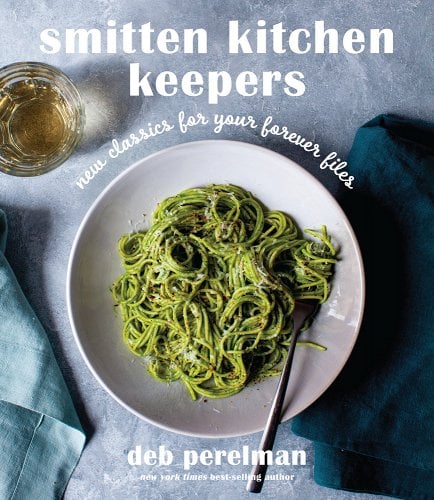 smitten kitchen
keepers
new classics for your forever files
deb perelman
new york times best-selling author